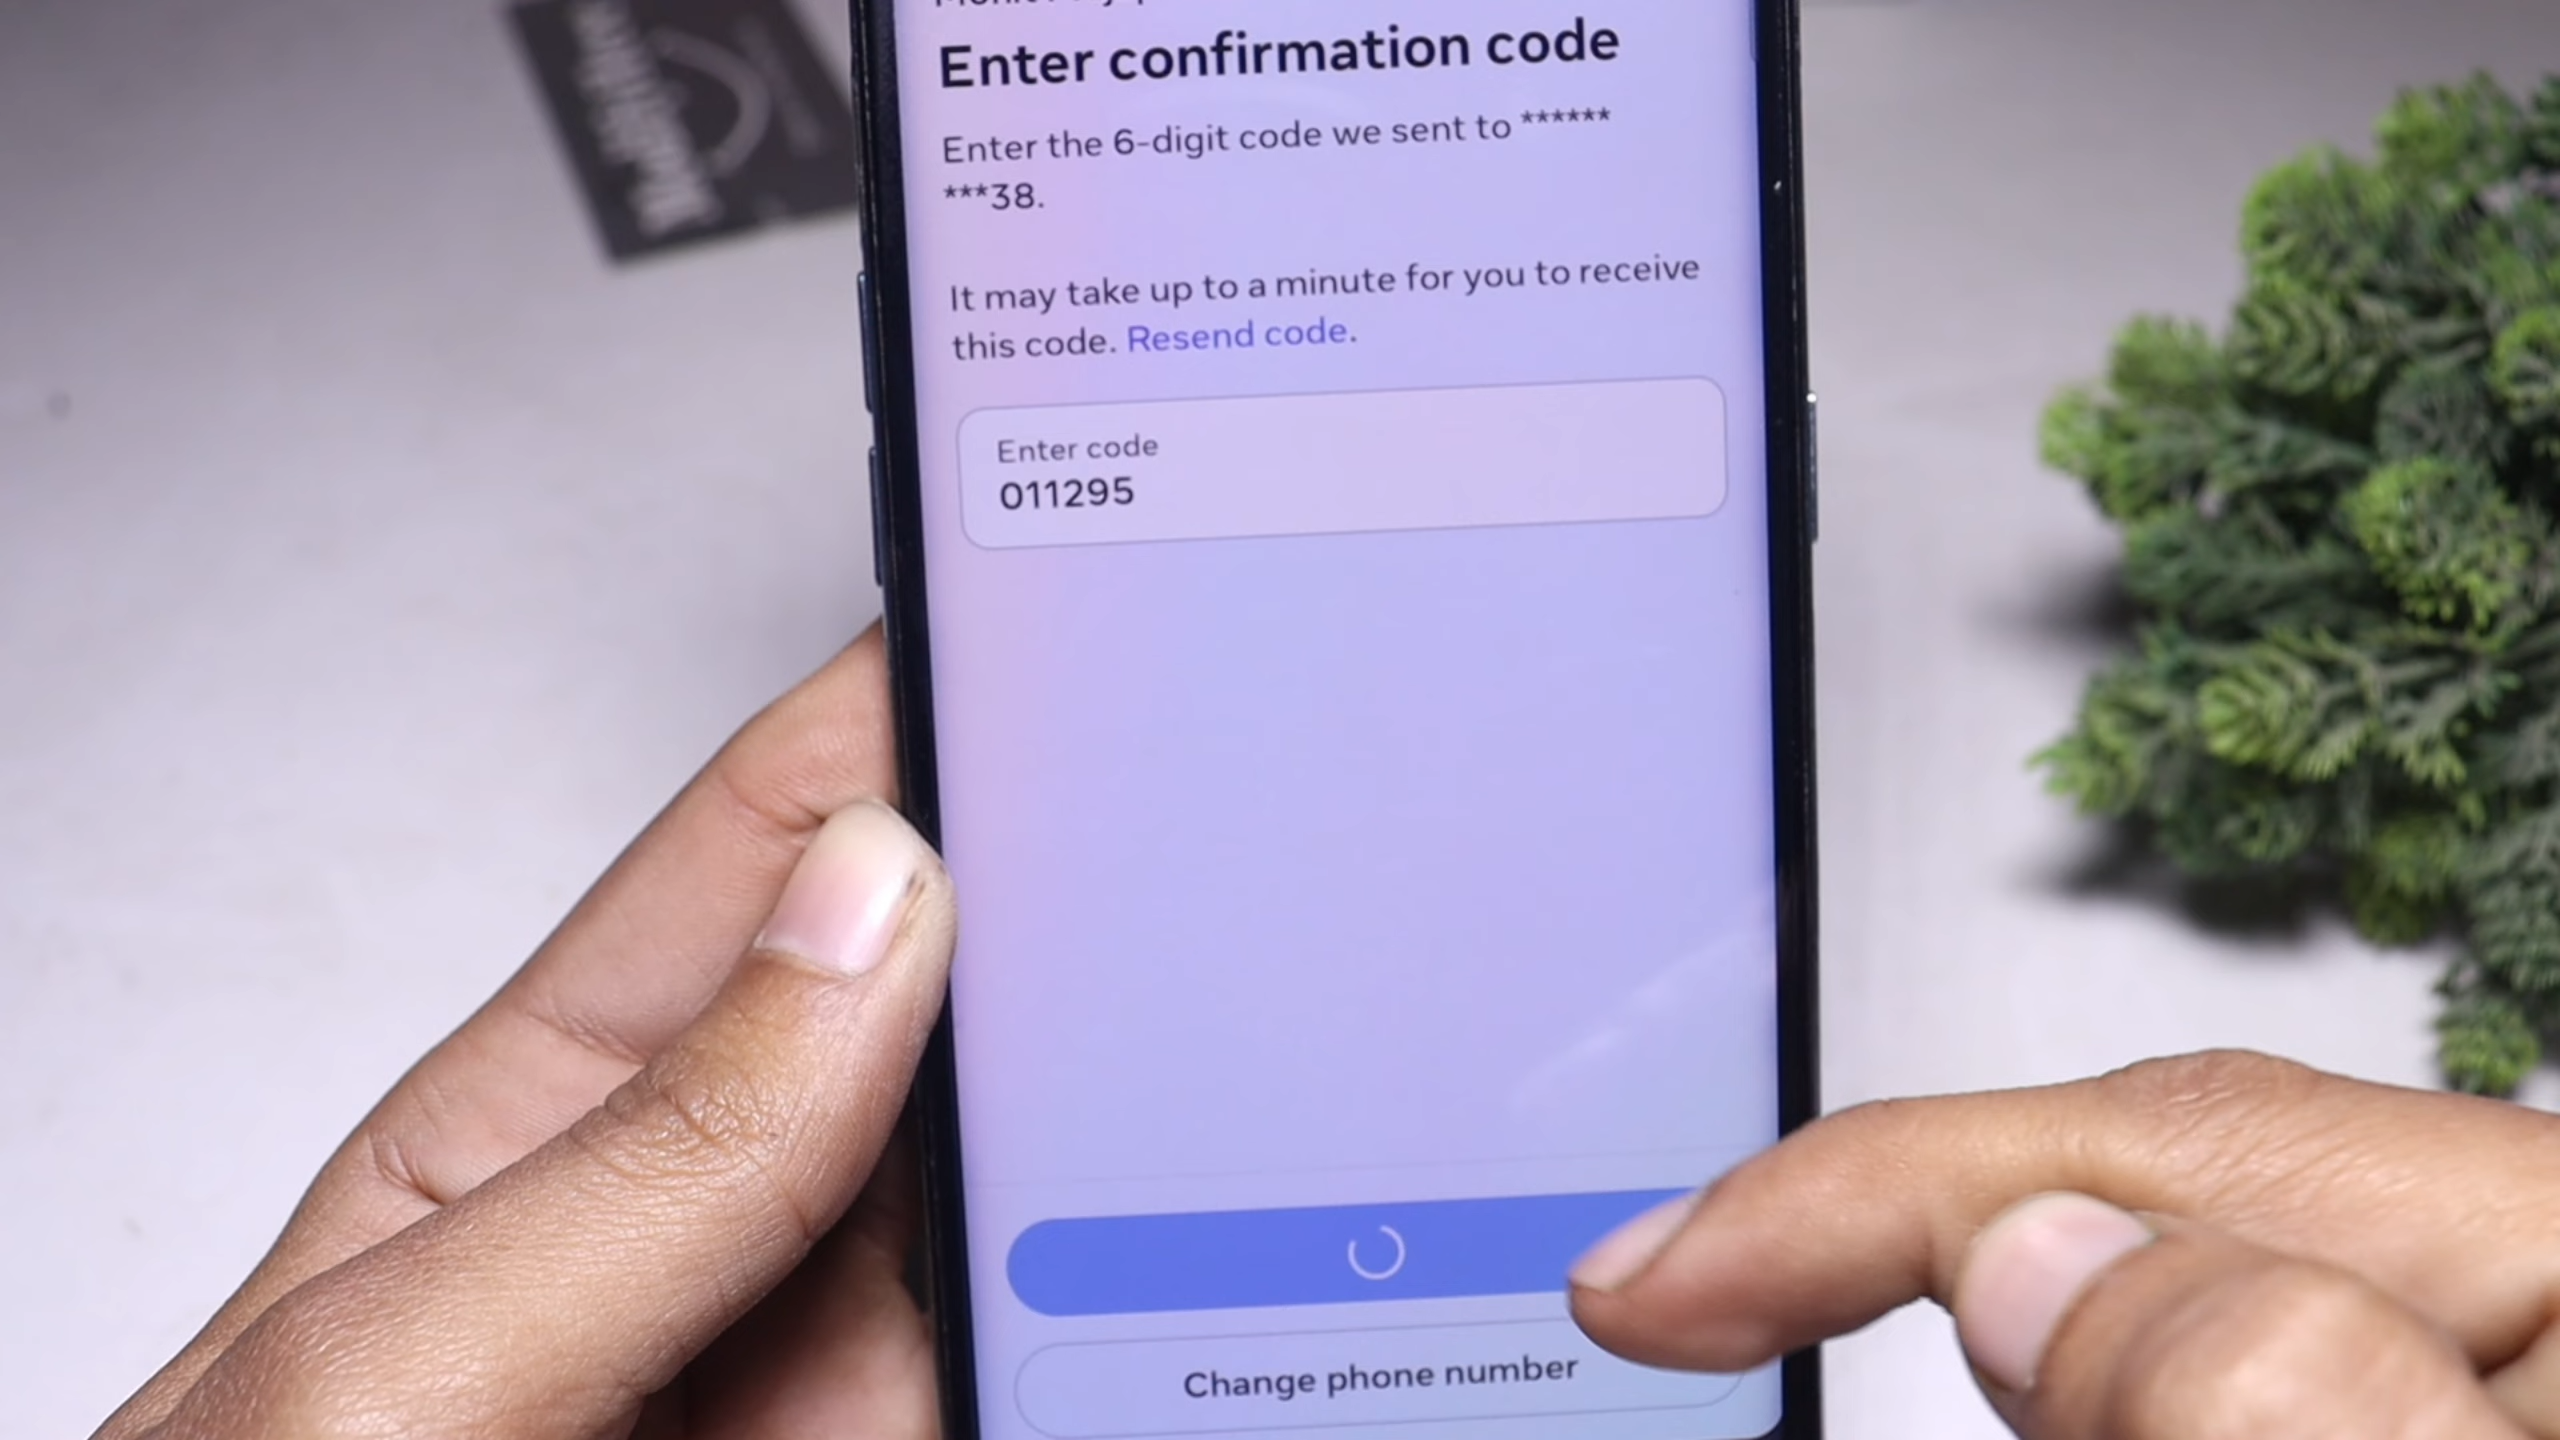 Enter confirmation code
Enter the 6-digit code we sent to ******
***38.
It may take up to a minute for you to receive
this code. Resend code.
Enter code
011295
Change phone number